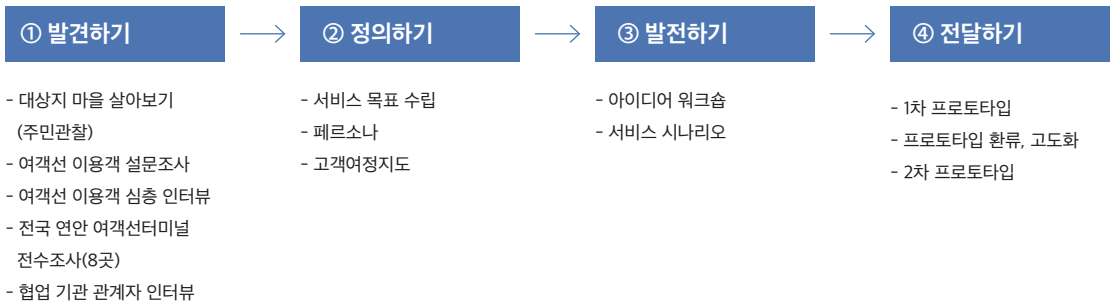 ① 발견하기
- 대상지 마을 살아보기
(주민관찰)
- 여객선 이용객 설문조사
- 여객선 이용객 심층 인터뷰
- 전국 연안 여객선터미널
전수조사(8곳)
- 협업 기관 관계자 인터뷰
② 정의하기
- 서비스 목표 수립
- 페르소나
- 고객여정지도
③ 발전하기
- 아이디어 워크숍
- 서비스 시나리오
④ 전달하기
- 1차 프로토타입
- 프로토타입 환류, 고도화
- 2차 프로토타입